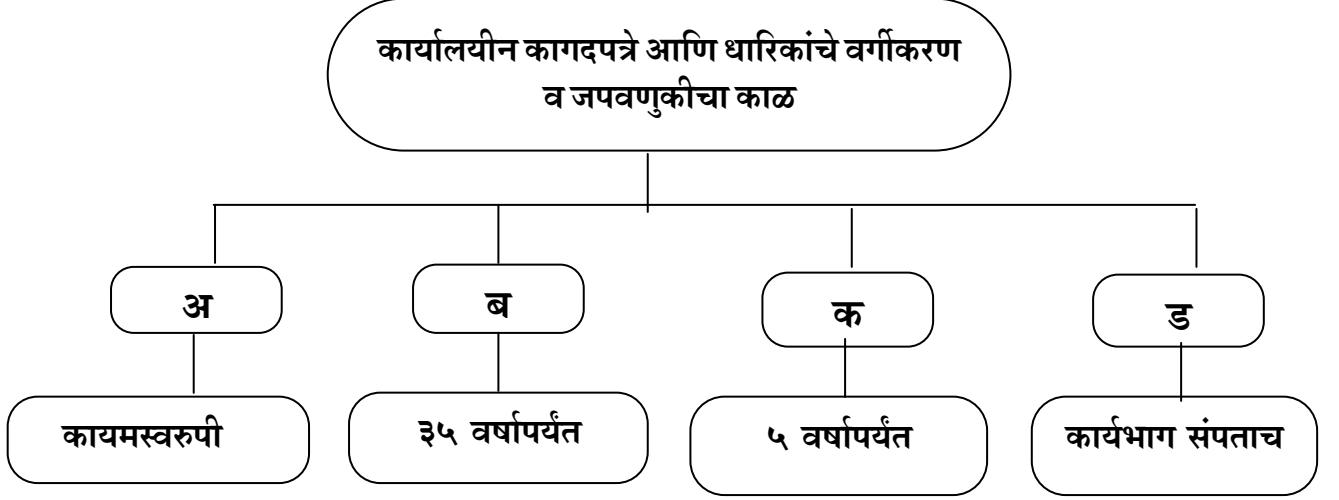 कार्यालयीन कागदपत्रे आणि धारिकांचे वर्गीकरण
व जपवणुकीचा काळ
अ
ब
क
ड
कायमस्वरुपी
३५ वर्षापर्यंत
५ वर्षापर्यंत
कार्यभाग संपताच